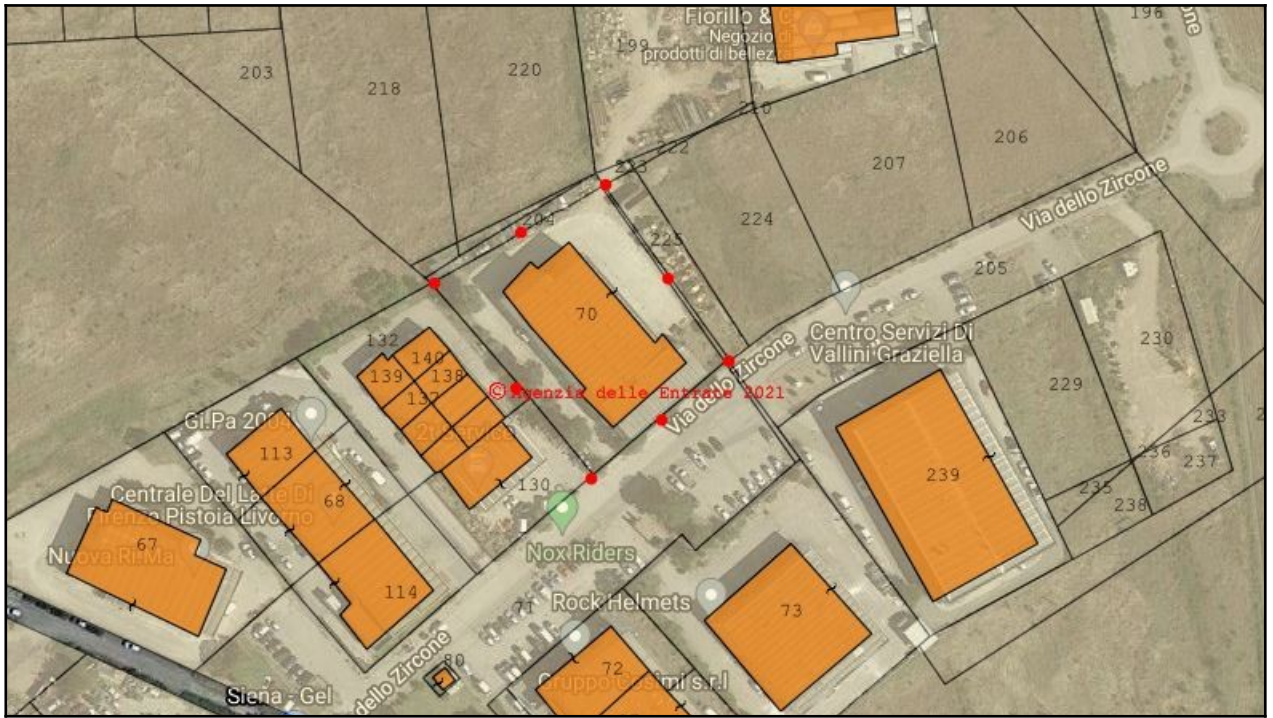 Fiorillo & C
Negozio di
prodotti di bellezza
199
196
203
218
220
210
222
223
206
207
204
224
225
Via dello Zircone
205
70
132
140
139
138
137
Centro Servizi Di
Vallini Graziella
230
229
© Agenzia delle Entrate 2021
Via dello Zircone
Gi.Pa 2004
113
68
130
239
233
236
237
235
238
Centrale Del Latte Di
Firenze Pistoia Livorno
67
Nuova Ri.Ma
Nox Riders
114
71
Rock Helmets
73
72
80
Siena - Gel
dello Zircone
Gruppo Cosimi s.r.l